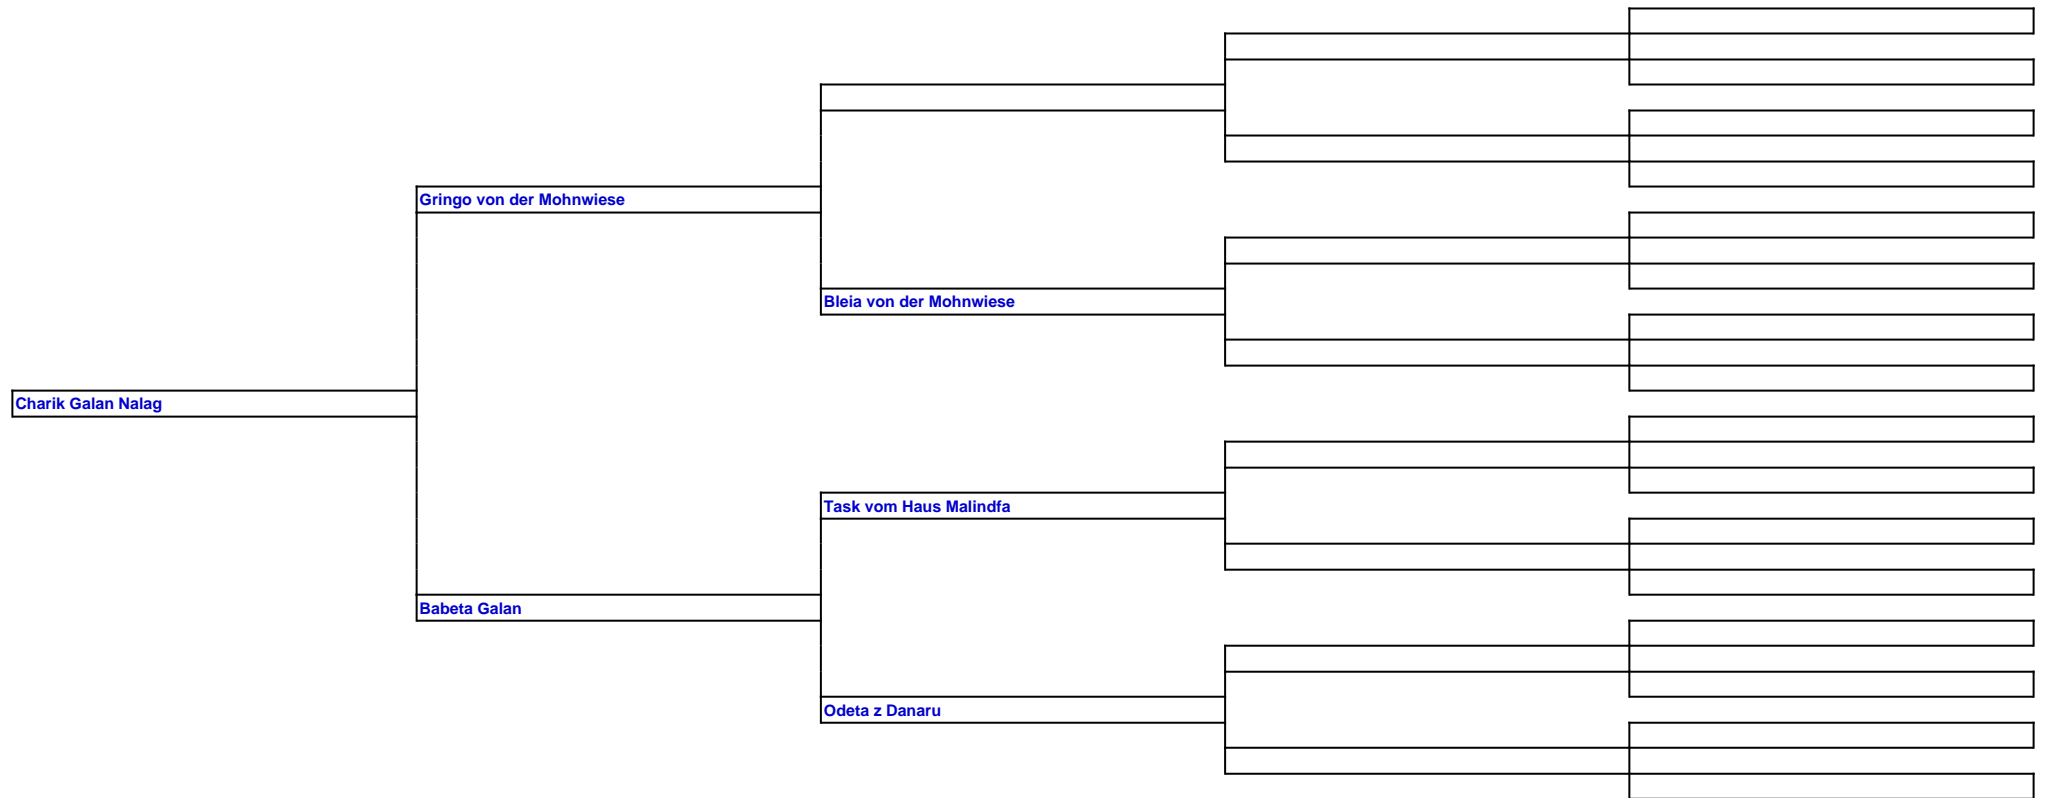 Gringo von der Mohnwiese
Bleia von der Mohnwiese
Charik Galan Nalag
Task vom Haus Malindfa
Babeta Galan
Odeta z Danaru